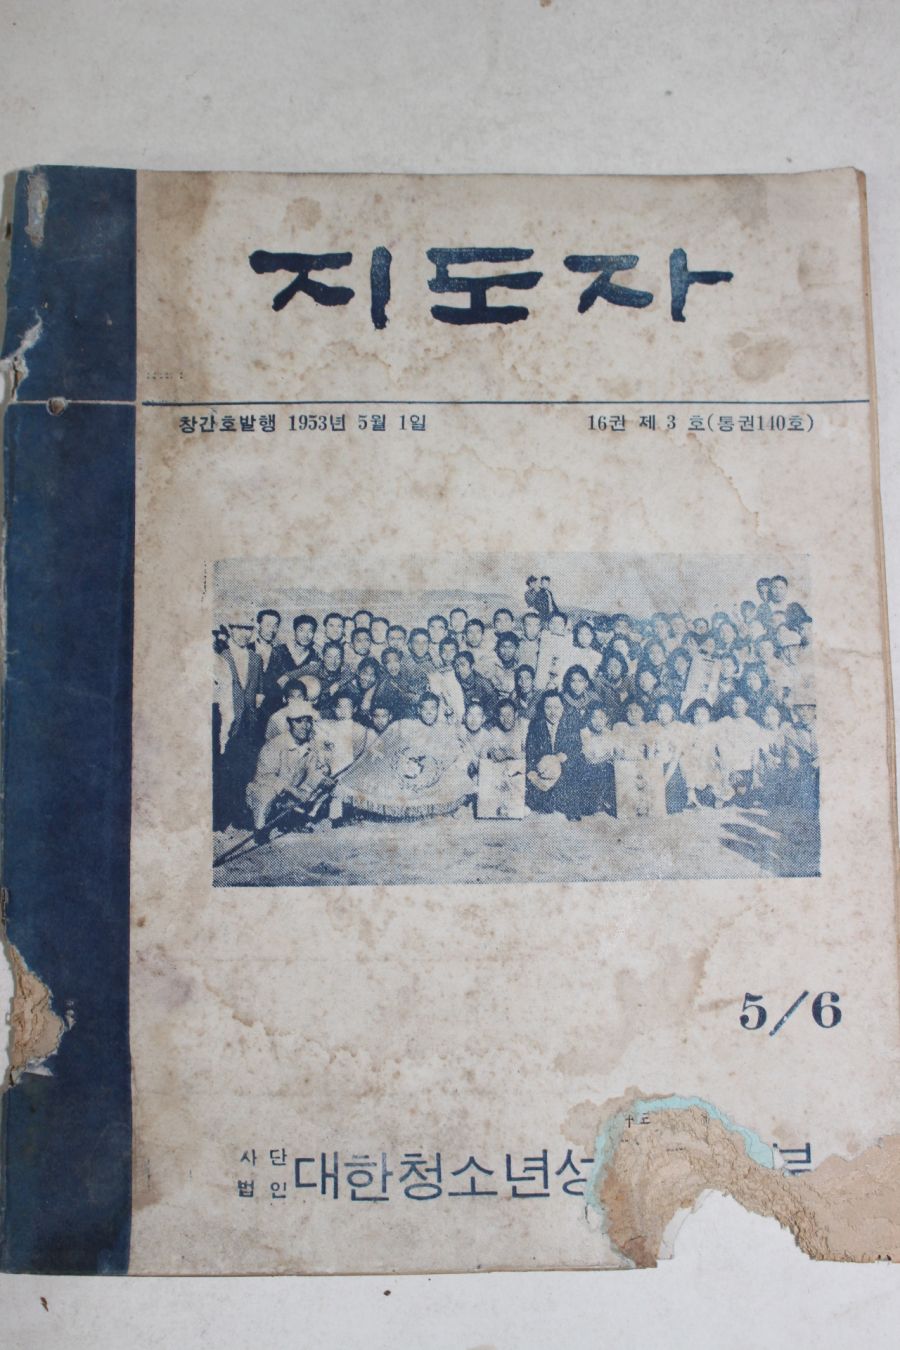 지도자
창간호발행 1953년 5월 1일 16권 제 3 호(통권140호)
5/6
사단
법인 대한청소년성